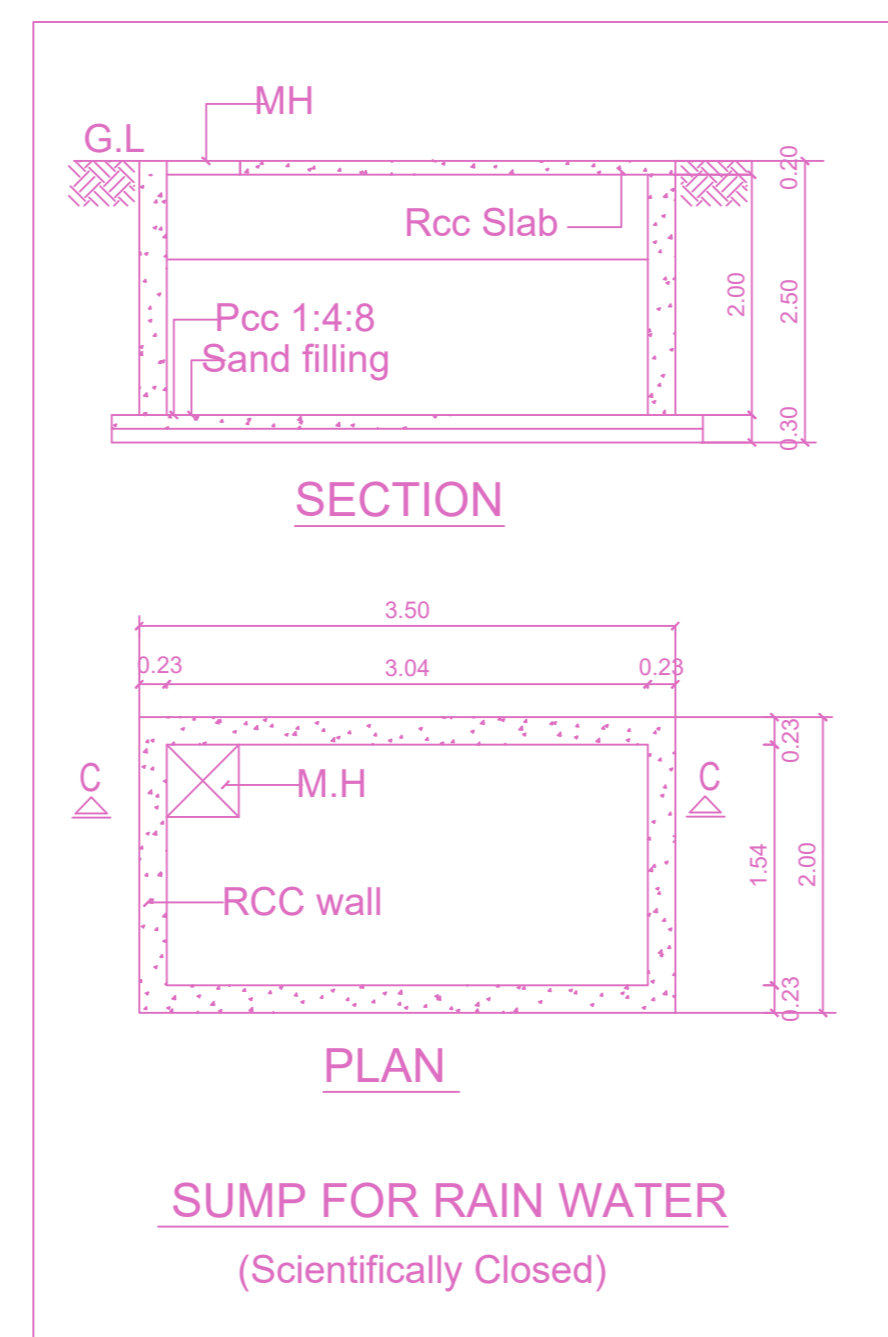 MH
G.L
0.20
Rcc Slab
2.00
2.50
Pcc 1:4:8
Sand filling
0.30
SECTION
3.50
0.23
3.04
0.23
0.23
C
M.H
C
1.54
2.00
RCC wall
0.23
PLAN
SUMP FOR RAIN WATER
(Scientifically Closed)